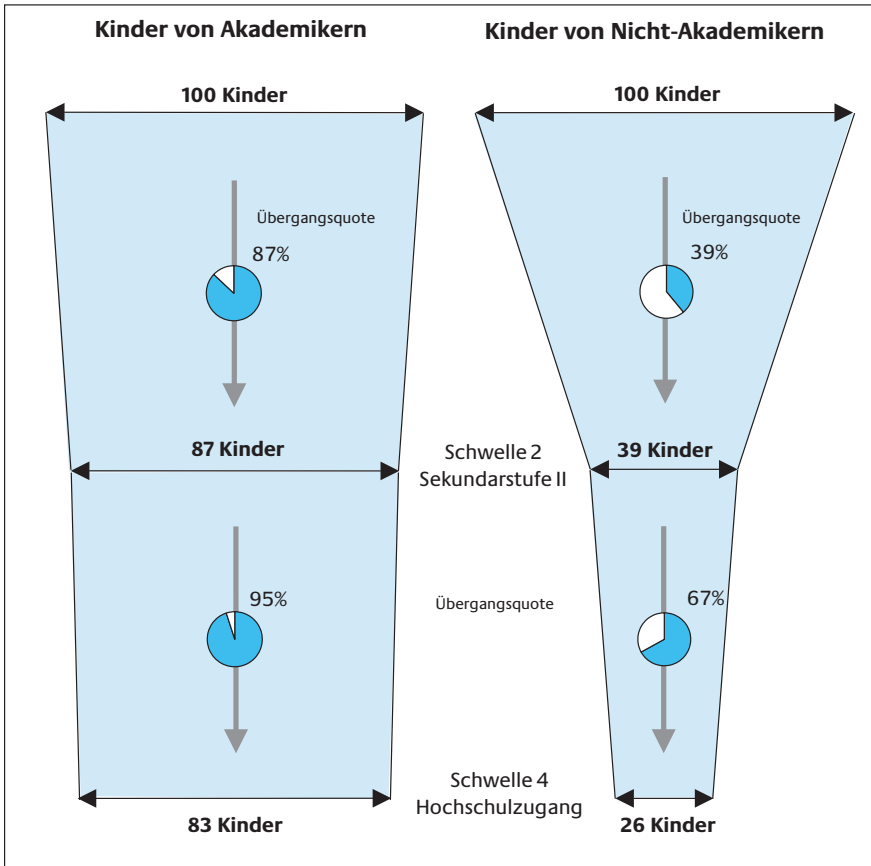 Kinder von Akademikern
Kinder von Nicht-Akademikern
100 Kinder
100 Kinder
Übergangsquote
87%
Übergangsquote
39%
87 Kinder
Schwelle 2
Sekundarstufe II
39 Kinder
95%
Übergangsquote
67%
Schwelle 4
Hochschulzugang
83 Kinder
26 Kinder